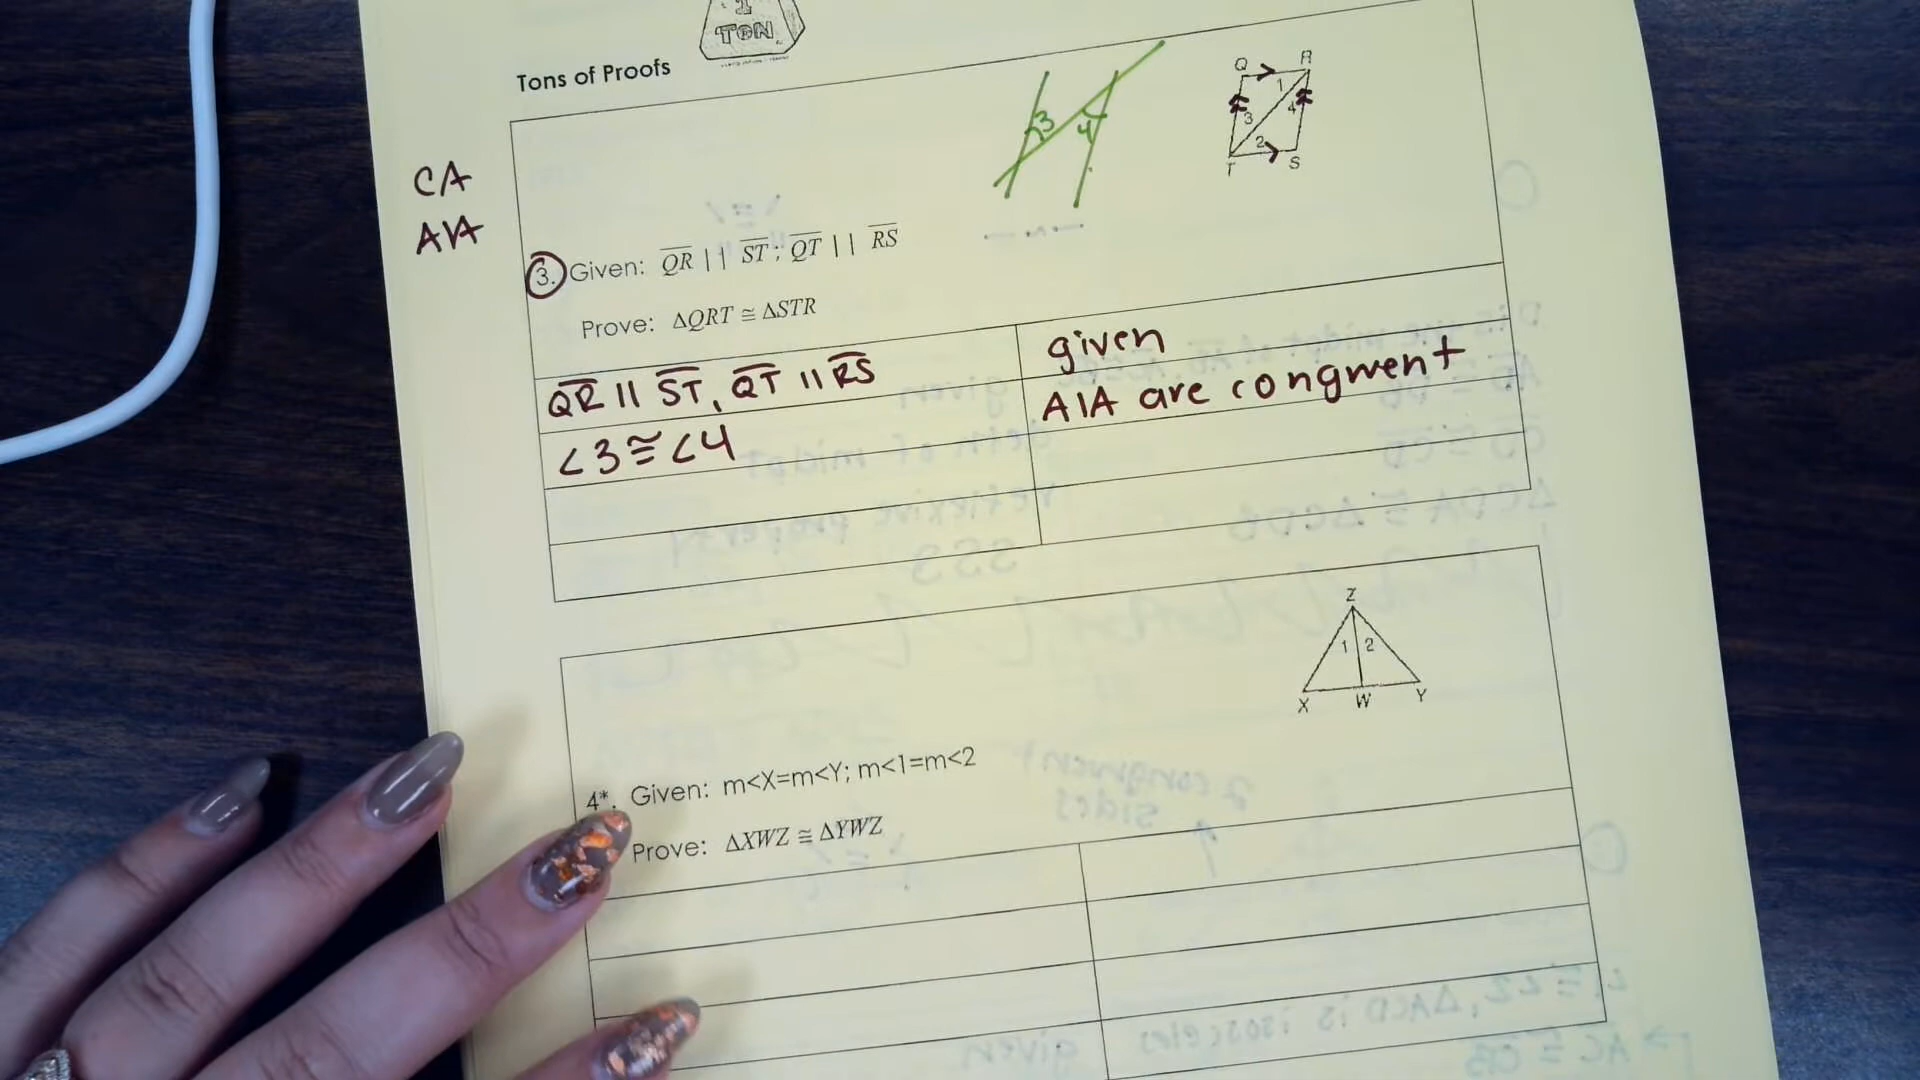 1
TON
Tons of Proofs
3
4
Q
R
1
4
3
2
T
S
CA
AIA
3. Given: QR || ST; QT || RS
Prove: ΔQRT ≅ ΔSTR
QR || ST, QT || RS
given
<3 ≅ <4
AIA are congruent
Z
1 2
X W Y
4*. Given: m<X=m<Y; m<1=m<2
Prove: ΔXWZ ≅ ΔYWZ